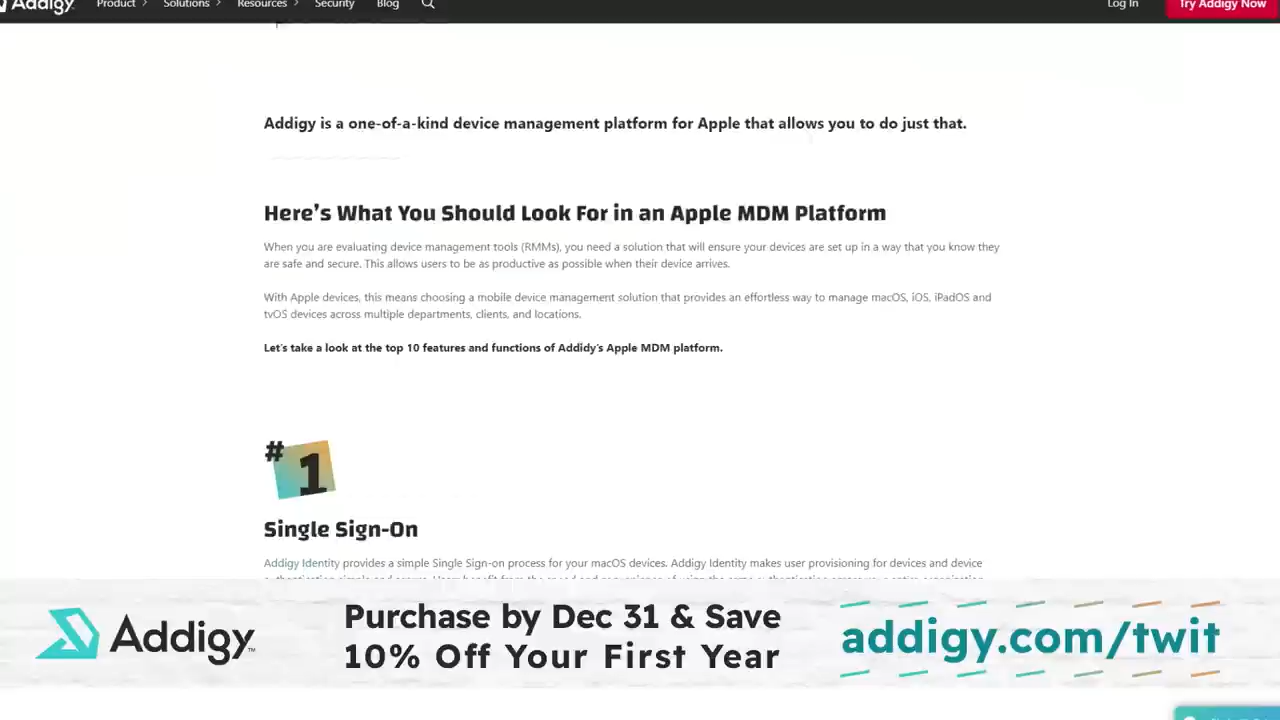 Addigy
Product
Solutions
Resources
Security
Blog
Log In
Try Addigy Now
Addigy is a one-of-a-kind device management platform for Apple that allows you to do just that.
Here's What You Should Look For in an Apple MDM Platform
When you are evaluating device management tools (RMMs), you need a solution that will ensure your devices are set up in a way that you know they
are safe and secure. This allows users to be as productive as possible when their device arrives.
With Apple devices, this means choosing a mobile device management solution that provides an effortless way to manage macOS, iOS, iPadOS and
tvOS devices across multiple departments, clients, and locations.
Let's take a look at the top 10 features and functions of Addidy's Apple MDM platform.
#1
Single Sign-On
Addigy Identity provides a simple Single Sign-on process for your macOS devices. Addigy Identity makes user provisioning for devices and device
Addigy™
Purchase by Dec 31 & Save
10% Off Your First Year
addigy.com/twit